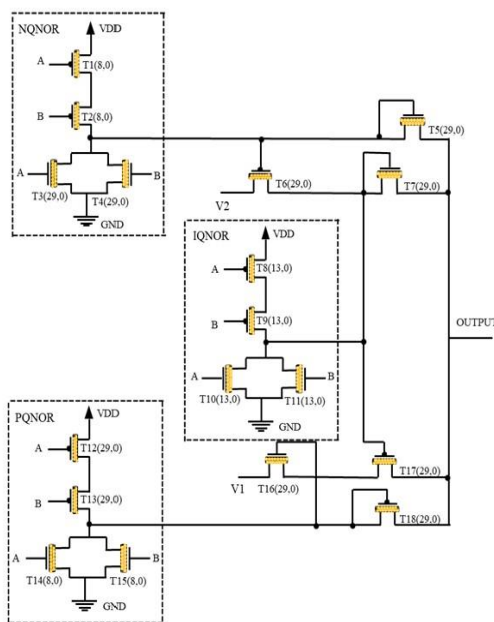 NQNOR
VDD
A
T1(8,0)
B
T2(8,0)
A
B
T3(29,0)
T4(29,0)
GND
T5(29,0)
T6(29,0)
T7(29,0)
V2
IQNOR
VDD
A
T8(13,0)
B
T9(13,0)
A
B
T10(13,0)
T11(13,0)
GND
OUTPUT
PQNOR
VDD
A
T12(29,0)
B
T13(29,0)
A
B
T14(8,0)
T15(8,0)
GND
V1
T16(29,0)
T17(29,0)
T18(29,0)